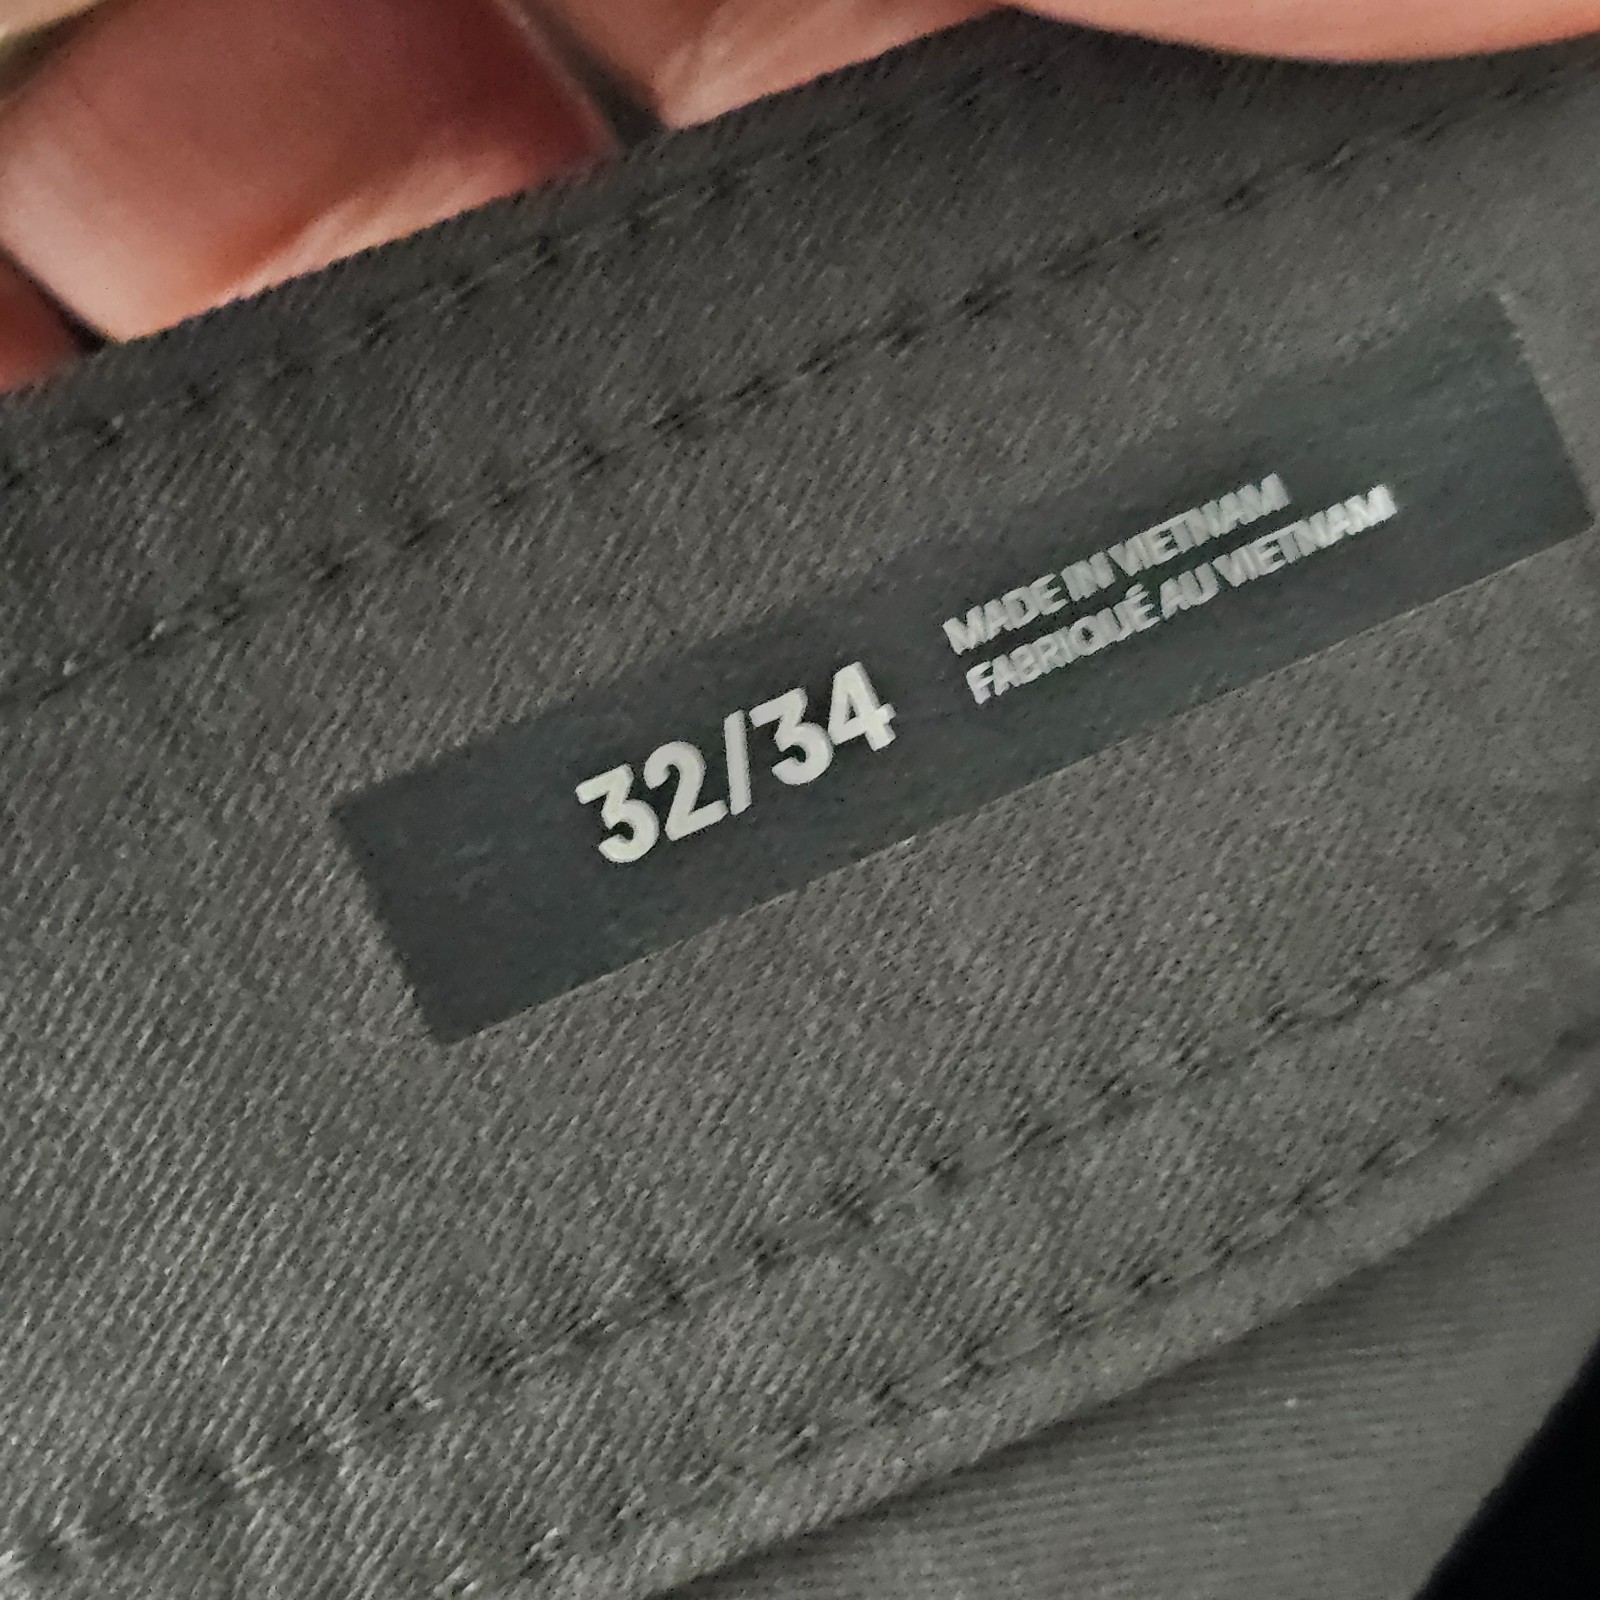 32/34
MADE IN VIETNAM
FABRIQUÉ AU VIETNAM